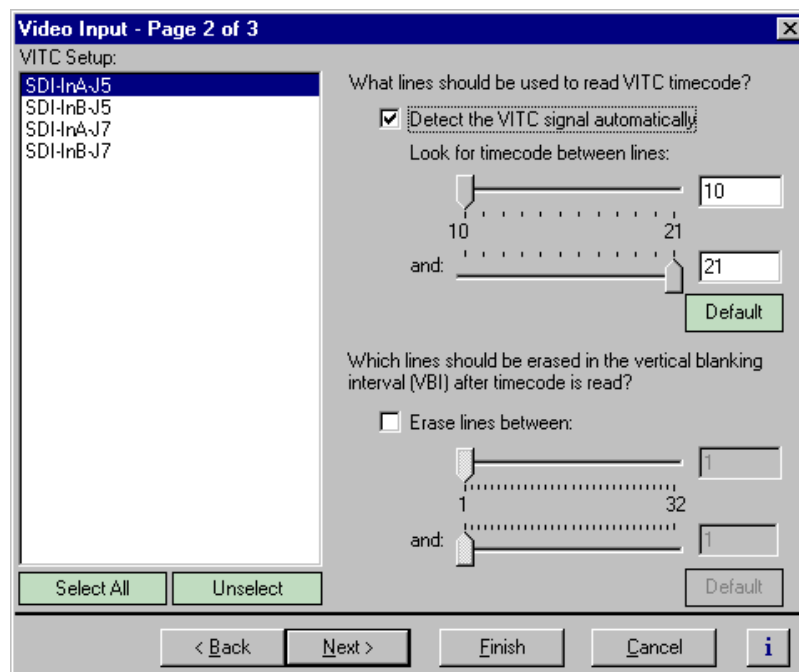 Video Input - Page 2 of 3
VITC Setup:
SDI-InA-J5
SDI-InB-J5
SDI-InA-J7
SDI-InB-J7
Select All
Unselect
What lines should be used to read VITC timecode?
Detect the VITC signal automatically
Look for timecode between lines:
10
10 21
and:
21
Default
Which lines should be erased in the vertical blanking
interval (VBI) after timecode is read?
Erase lines between:
1
1 32
and:
1
Default
< Back
Next >
Finish
Cancel
i